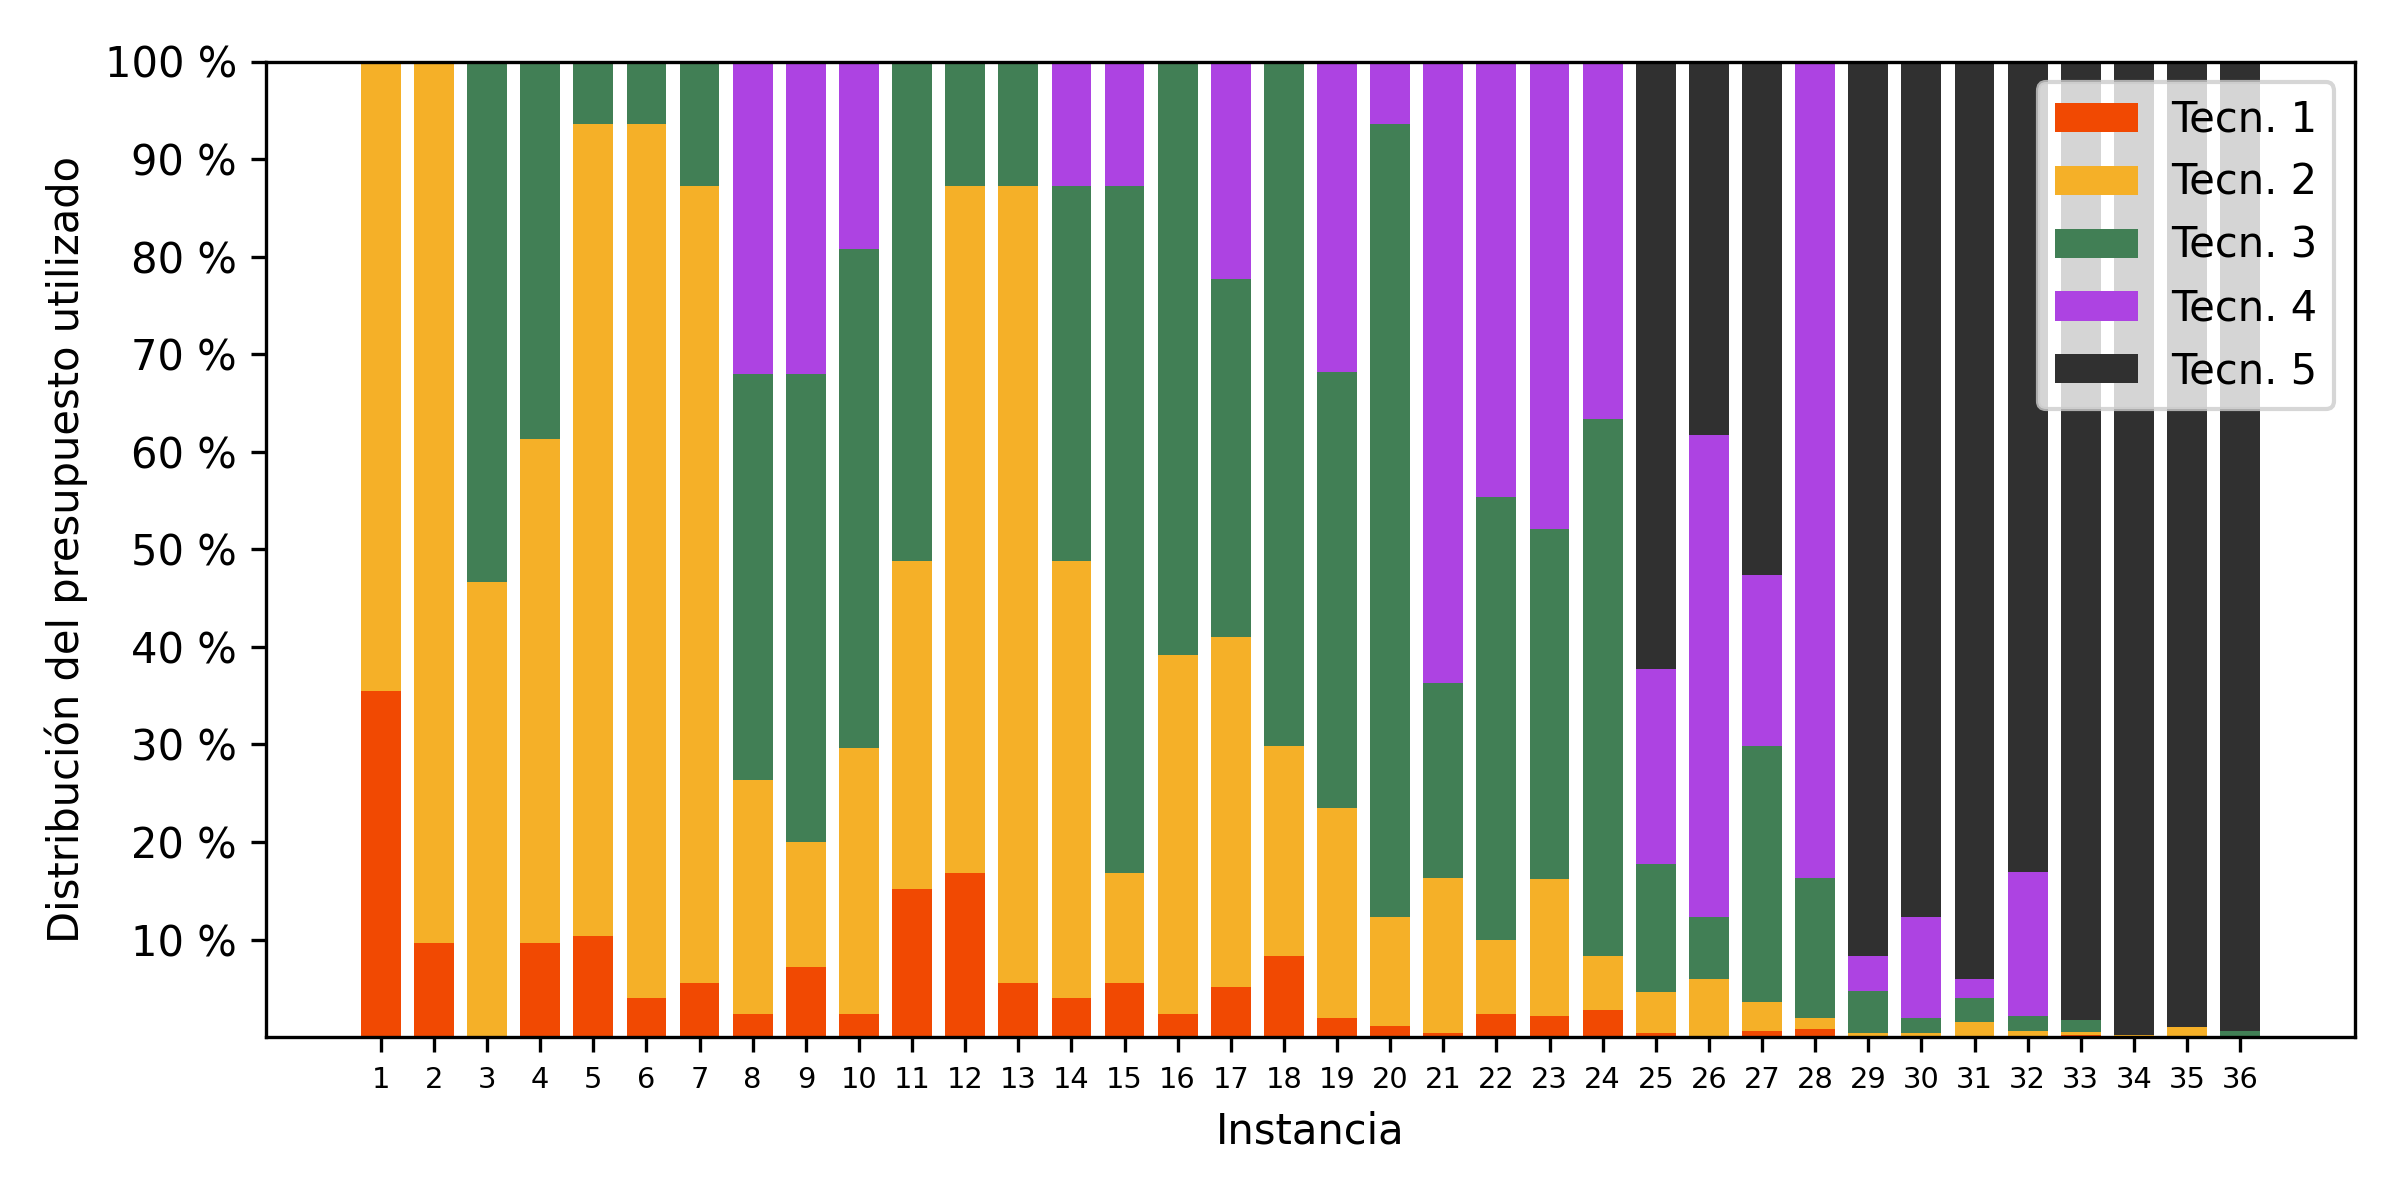 Distribución del presupuesto utilizado
100 %
90 %
80 %
70 %
60 %
50 %
40 %
30 %
20 %
10 %
Tecn. 1
Tecn. 2
Tecn. 3
Tecn. 4
Tecn. 5
1 2 3 4 5 6 7 8 9 10 11 12 13 14 15 16 17 18 19 20 21 22 23 24 25 26 27 28 29 30 31 32 33 34 35 36
Instancia